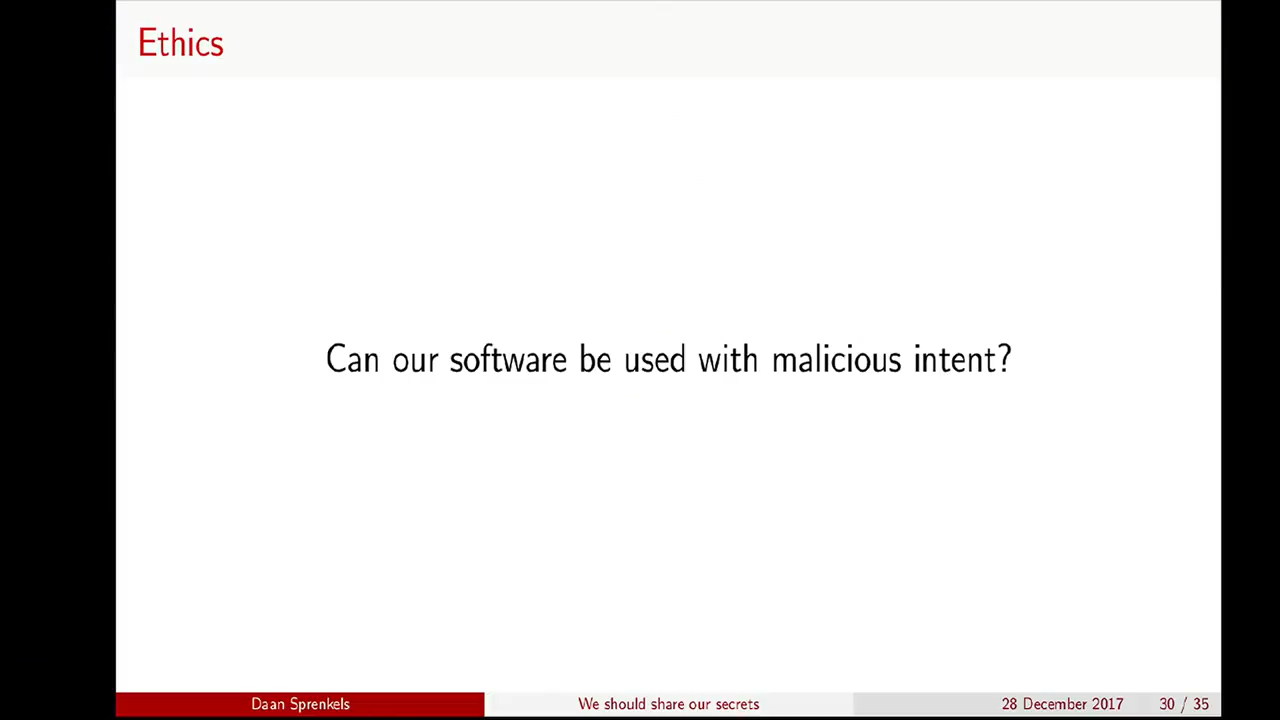 Ethics
Can our software be used with malicious intent?
Daan Sprenkels We should share our secrets 28 December 2017 30 / 35